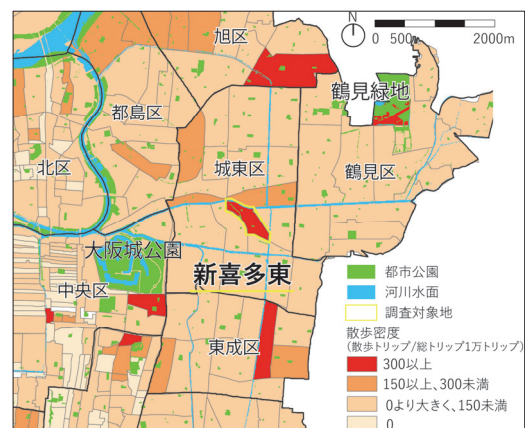 旭区
N
0 500 2000m
鶴見緑地
都島区
北区
城東区
鶴見区
大阪城公園
新喜多東
中央区
東成区
都市公園
河川水面
調査対象地
散歩密度
(散歩トリップ/総トリップ1万トリップ)
300以上
150以上、300未満
0より大きく、150未満
0